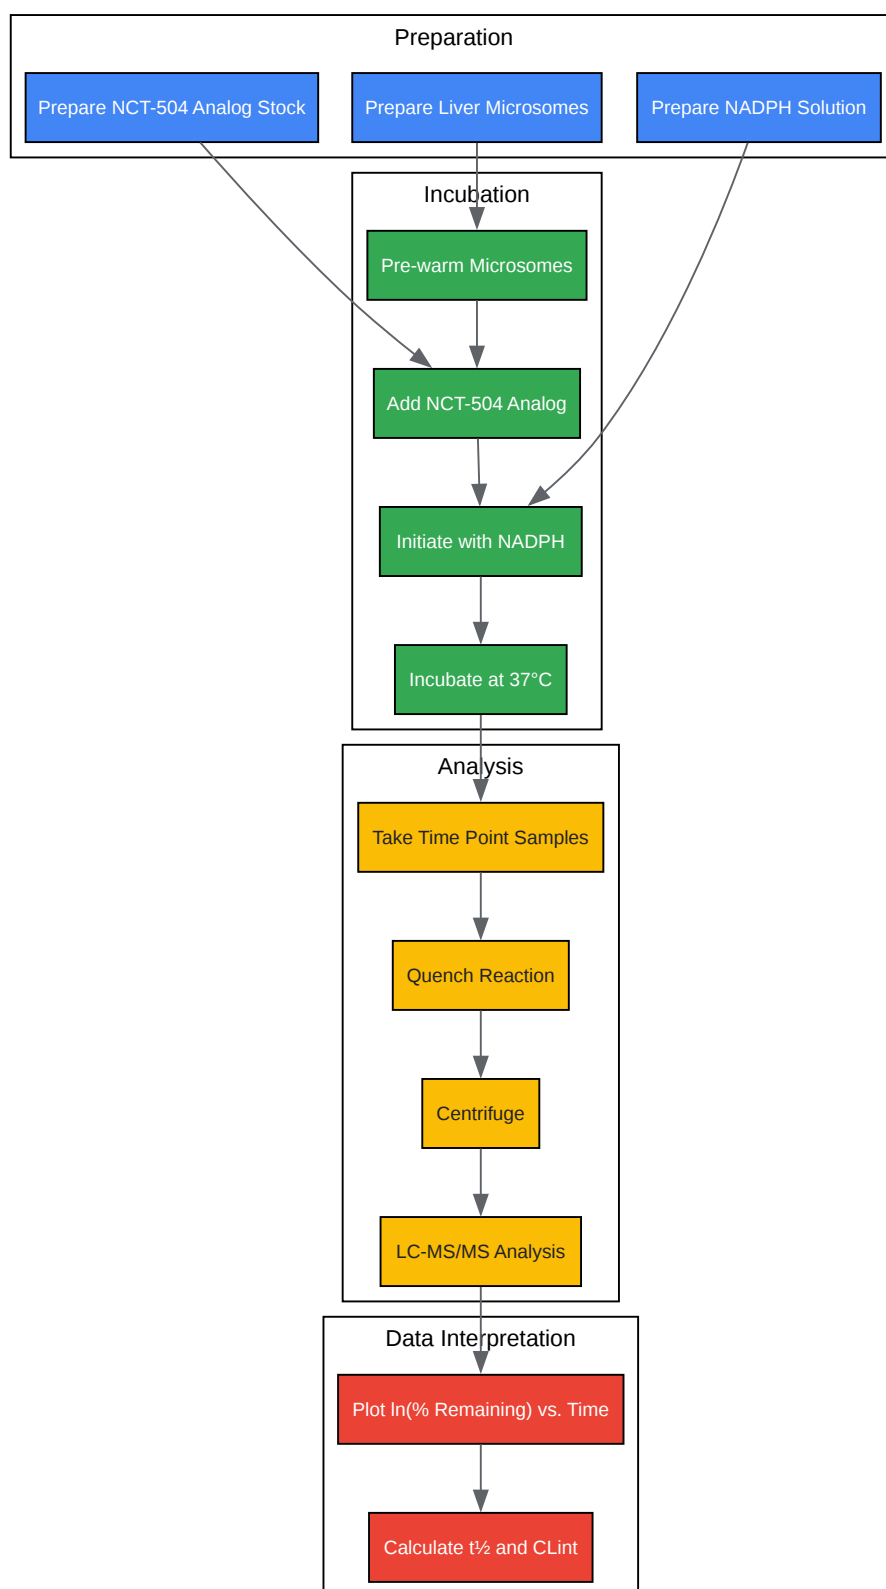 Preparation
Prepare NCT-504 Analog Stock
Prepare Liver Microsomes
Prepare NADPH Solution
Incubation
Pre-warm Microsomes
Add NCT-504 Analog
Initiate with NADPH
Incubate at 37°C
Analysis
Take Time Point Samples
Quench Reaction
Centrifuge
LC-MS/MS Analysis
Data Interpretation
Plot ln(% Remaining) vs. Time
Calculate t½ and CLint